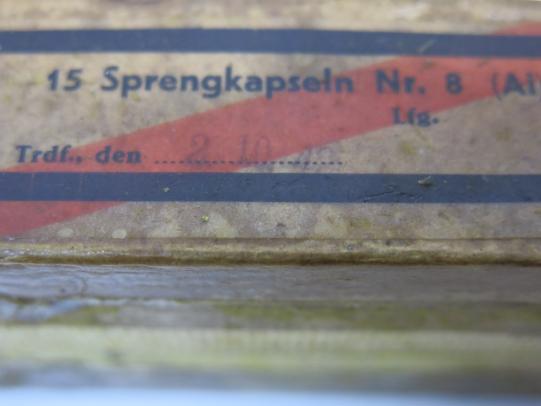 15 Sprengkapseln Nr. 8 (Al
Lfg.
Trdf., den 2. 10.